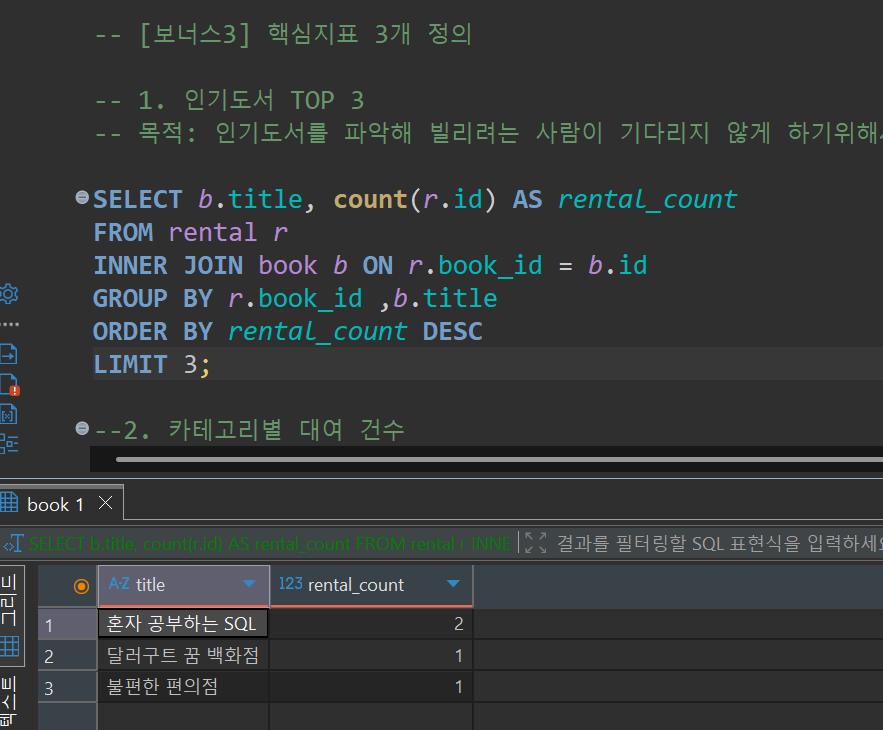 -- [보너스3] 핵심지표 3개 정의
-- 1. 인기도서 TOP 3
-- 목적: 인기도서를 파악해 빌리려는 사람이 기다리지 않게 하기위해
SELECT b.title, count(r.id) AS rental_count
FROM rental r
INNER JOIN book b ON r.book_id = b.id
GROUP BY r.book_id ,b.title
ORDER BY rental_count DESC
LIMIT 3;
--2. 카테고리별 대여 건수
book 1
SELECT b.title, count(r.id) AS rental_count FROM rental r INNE
결과를 필터링할 SQL 표현식을 입력하세요
그리드
텍스트
A-Z title 123 rental_count
1 혼자 공부하는 SQL 2
2 달러구트 꿈 백화점 1
3 불편한 편의점 1